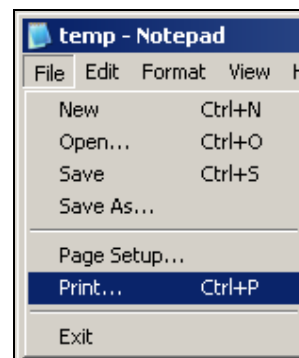 temp - Notepad
File Edit Format View
New Ctrl+N
Open... Ctrl+O
Save Ctrl+S
Save As...
Page Setup...
Print... Ctrl+P
Exit